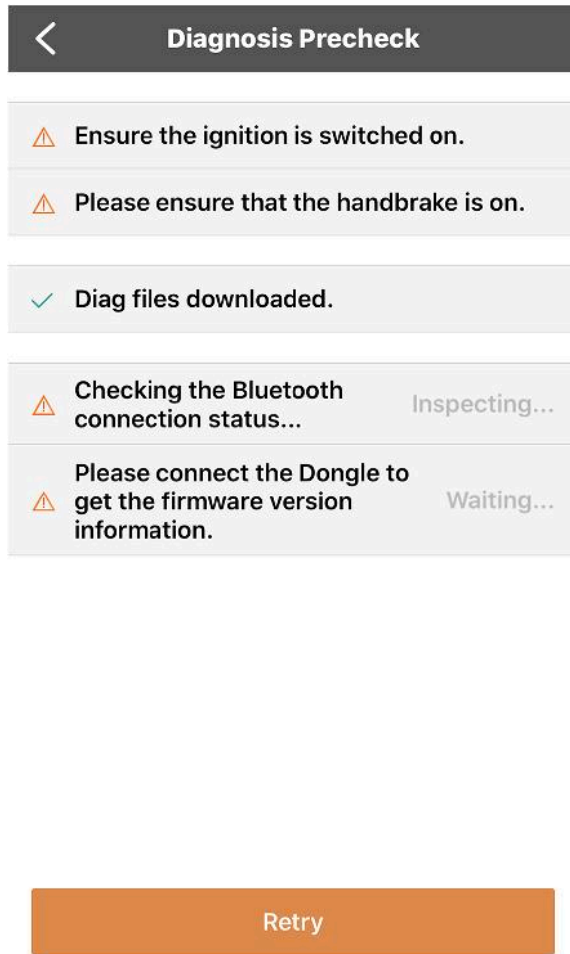 Diagnosis Precheck
Ensure the ignition is switched on.
Please ensure that the handbrake is on.
Diag files downloaded.
Checking the Bluetooth
connection status...
Inspecting...
Please connect the Dongle to
get the firmware version
information.
Waiting...
Retry